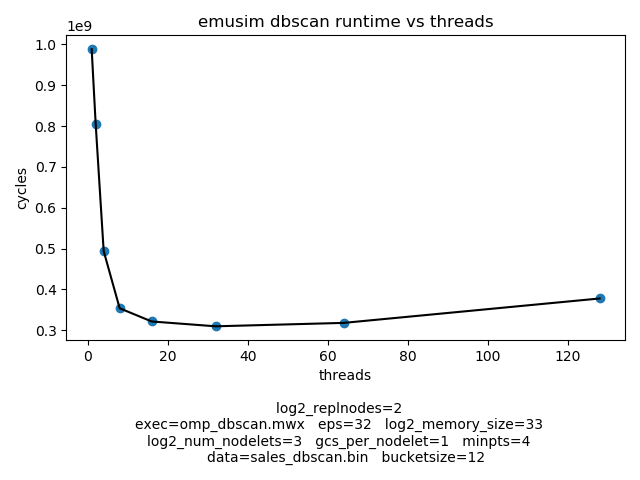 emusim dbscan runtime vs threads
1e9
1.0
0.9
0.8
0.7
0.6
0.5
0.4
0.3
cycles
0 20 40 60 80 100 120
threads
log2_replnodes=2
exec=omp_dbscan.mwx eps=32 log2_memory_size=33
log2_num_nodelets=3 gcs_per_nodelet=1 minpts=4
data=sales_dbscan.bin bucketsize=12